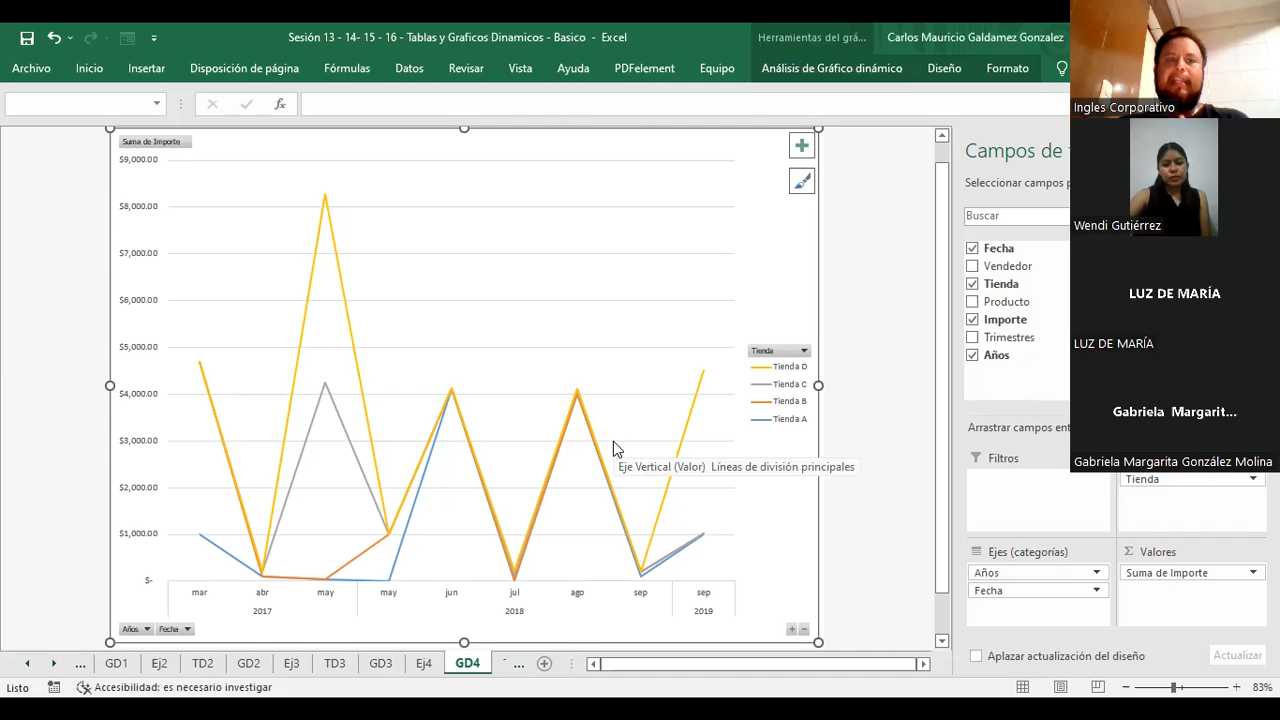 Sesión 13 - 14- 15 - 16 - Tablas y Graficos Dinamicos - Basico - Excel
Herramientas del grá...
Carlos Mauricio Galdamez Gonzalez
Archivo Inicio Insertar Disposición de página Fórmulas Datos Revisar Vista Ayuda PDFelement Equipo Análisis de Gráfico dinámico Diseño Formato
fx
Suma de Importe
$9,000.00
$8,000.00
$7,000.00
$6,000.00
$5,000.00
$4,000.00
$3,000.00
$2,000.00
$1,000.00
$-
mar abr may may jun jul ago sep sep
2017 2018 2019
Años Fecha
Tienda
Tienda D
Tienda C
Tienda B
Tienda A
Eje Vertical (Valor) Líneas de división principales
Campos de
Seleccionar campos
Buscar
Fecha
Vendedor
Tienda
Producto
Importe
Trimestres
Años
Arrastrar campos
Filtros
Tienda
Ejes (categorías)
Años
Fecha
Σ Valores
Suma de Importe
Aplazar actualización del diseño
Actualizar
Ingles Corporativo
Wendi Gutiérrez
LUZ DE MARÍA
LUZ DE MARÍA
Gabriela Margarit...
Gabriela Margarita González Molina
... GD1 Ej2 TD2 GD2 Ej3 TD3 GD3 Ej4 GD4 ...
Listo
Accesibilidad: es necesario investigar
83%